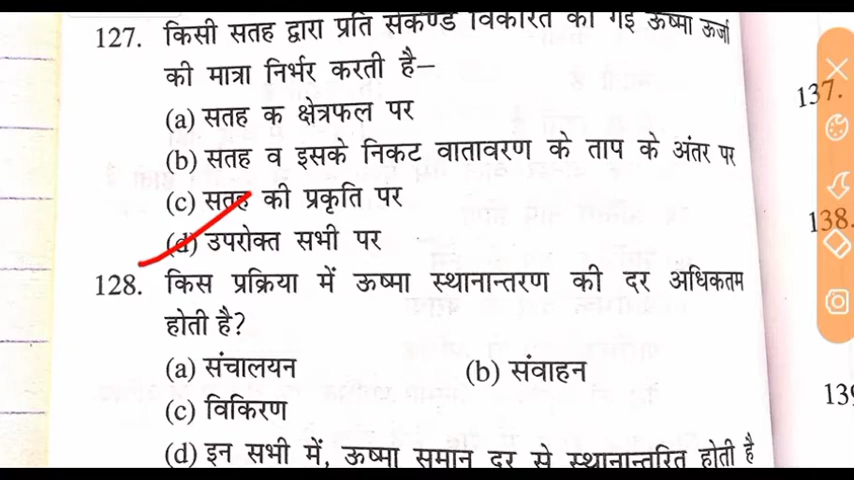 127. किसी सतह द्वारा प्रति सेकण्ड विकिरित की गई ऊष्मा ऊर्जा
की मात्रा निर्भर करती है–
(a) सतह क क्षेत्रफल पर
(b) सतह व इसके निकट वातावरण के ताप के अंतर पर
(c) सतह की प्रकृति पर
(d) उपरोक्त सभी पर
128. किस प्रक्रिया में ऊष्मा स्थानान्तरण की दर अधिकतम
होती है?
(a) संचालयन (b) संवाहन
(c) विकिरण
(d) इन सभी में, ऊष्मा समान दर से स्थानान्तरित होती है
137.
138.
139